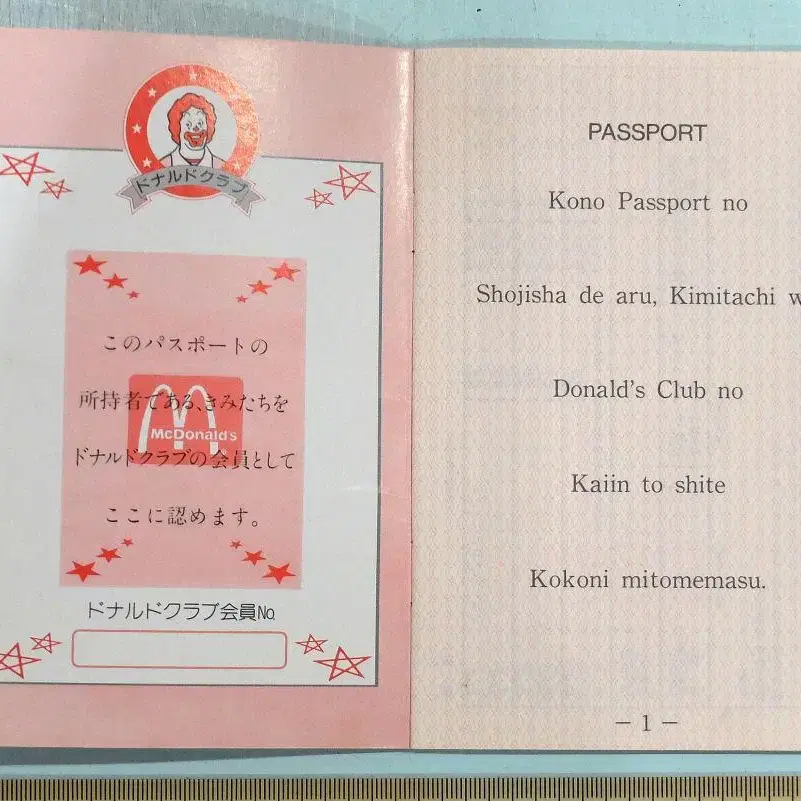 ドナルドクラブ
このパスポートの
所持者である、きみたちを
McDonald's
ドナルドクラブの会員として
ここに認めます。
ドナルドクラブ会員No.
PASSPORT
Kono Passport no
Shojisha de aru, Kimitachi w
Donald's Club no
Kaiin to shite
Kokoni mitomemasu.
— 1 —